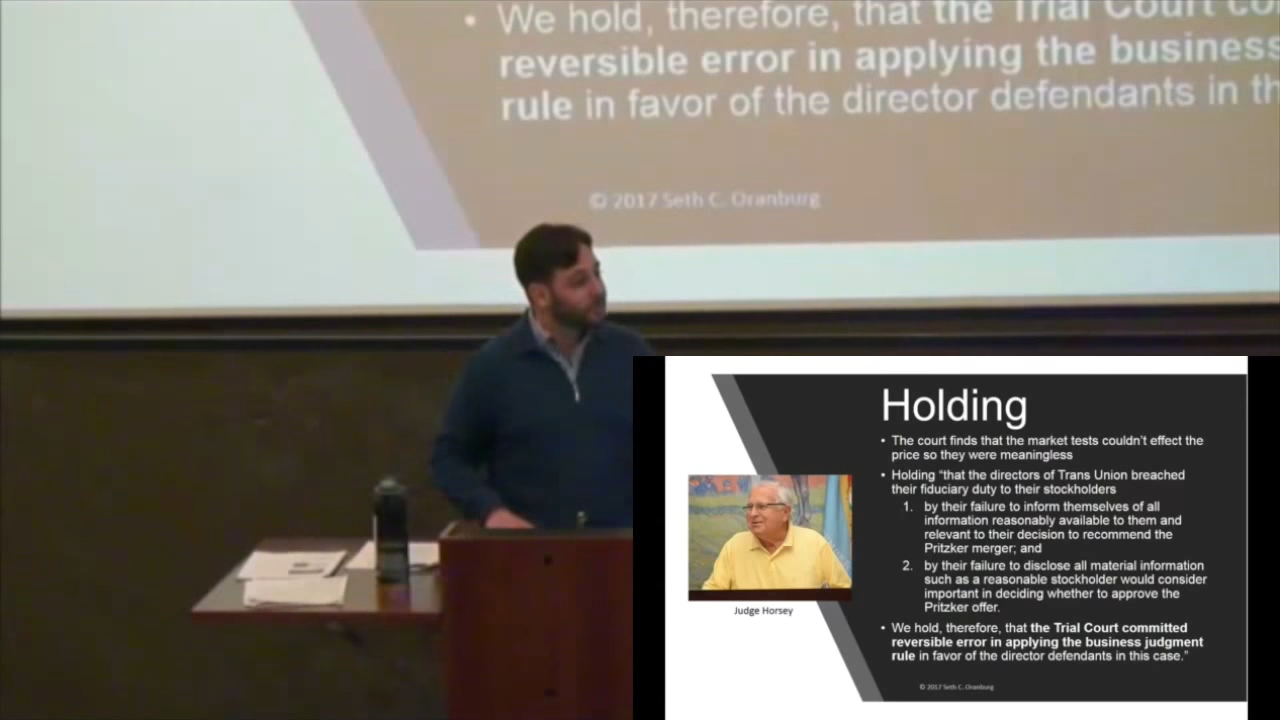 • We hold, therefore, that the Trial Court co
reversible error in applying the business
rule in favor of the director defendants in th
© 2017 Seth C. Oranburg
Holding
• The court finds that the market tests couldn't effect the
price so they were meaningless
• Holding “that the directors of Trans Union breached
their fiduciary duty to their stockholders
1. by their failure to inform themselves of all
information reasonably available to them and
relevant to their decision to recommend the
Pritzker merger; and
2. by their failure to disclose all material information
such as a reasonable stockholder would consider
important in deciding whether to approve the
Pritzker offer.
• We hold, therefore, that the Trial Court committed
reversible error in applying the business judgment
rule in favor of the director defendants in this case.”
Judge Horsey
© 2017 Seth C. Oranburg